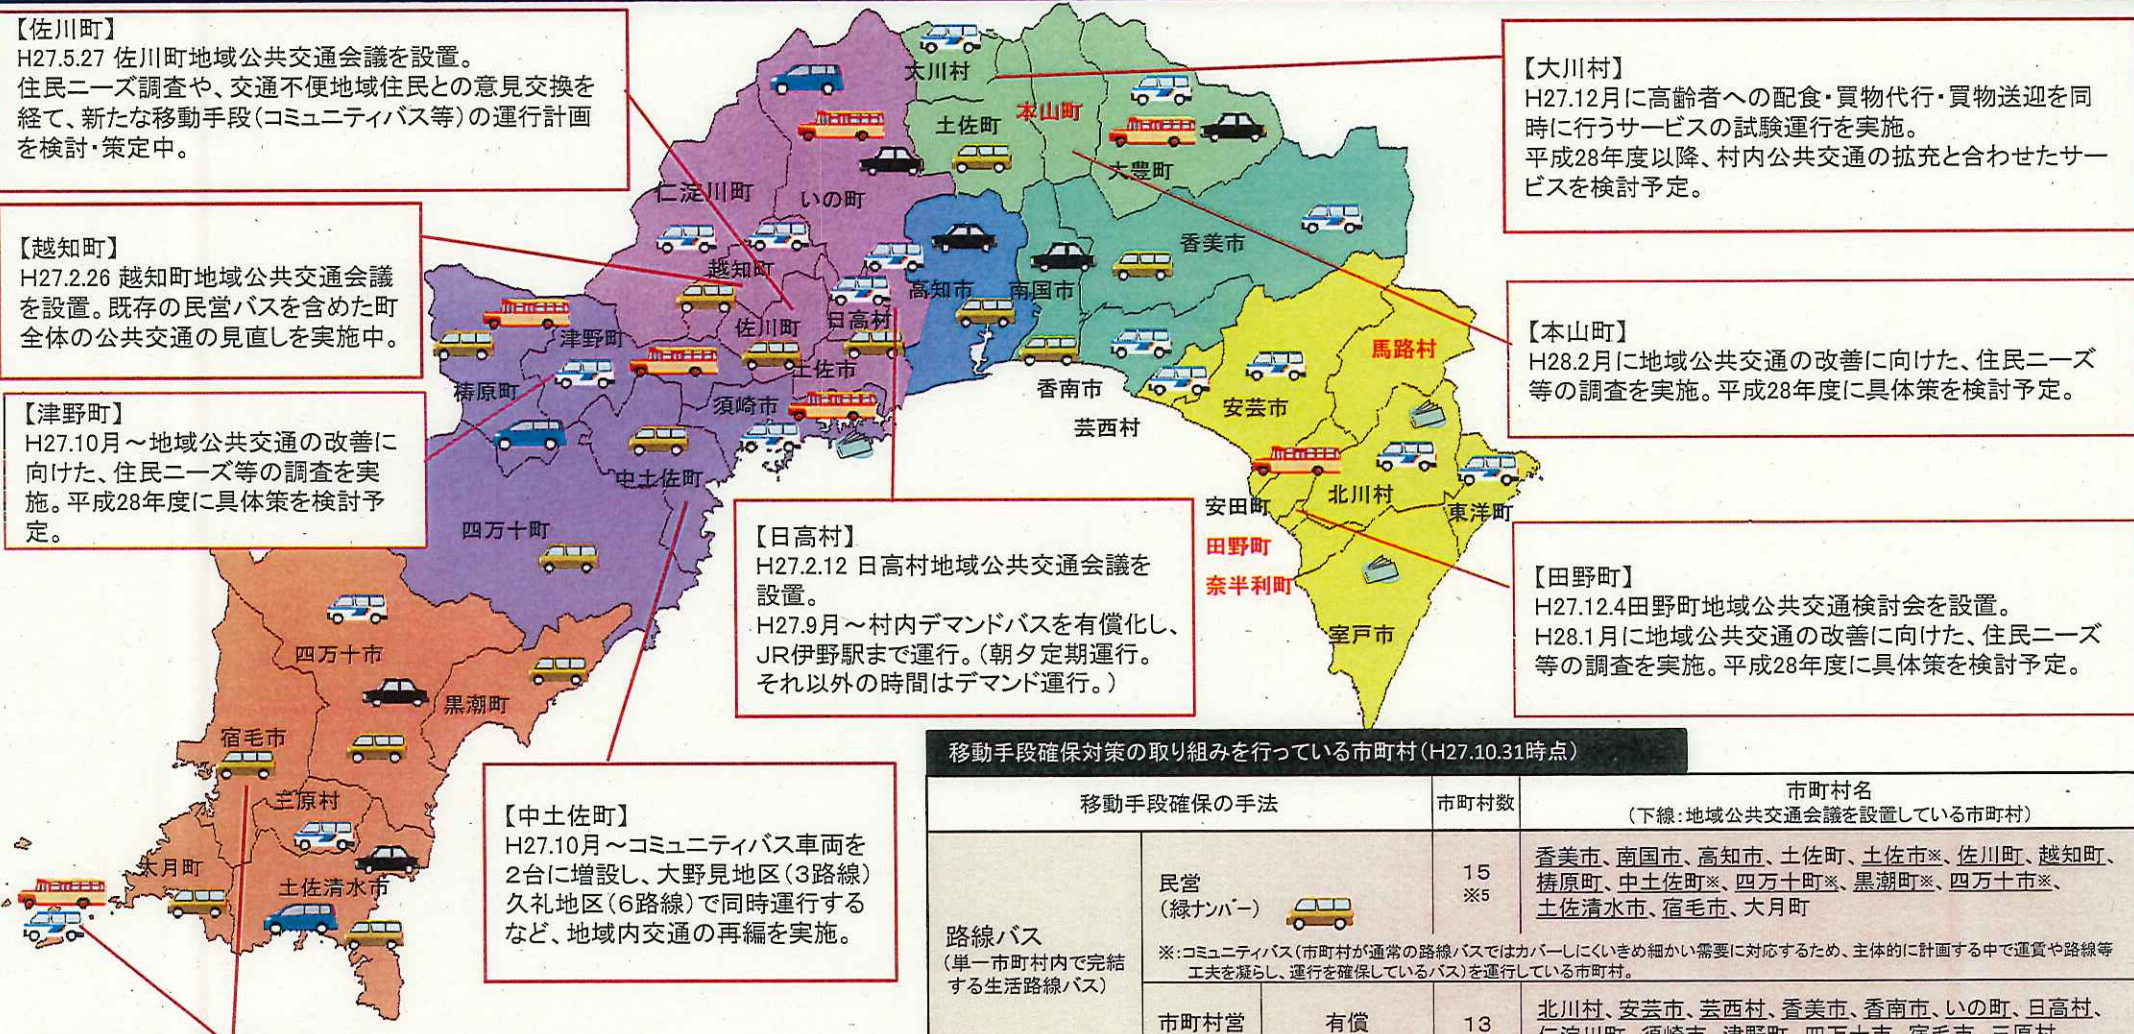 【佐川町】
H27.5.27 佐川町地域公共交通会議を設置。
住民ニーズ調査や、交通不便地域住民との意見交換を
経て、新たな移動手段(コミュニティバス等)の運行計画
を検討・策定中。
【越知町】
H27.2.26 越知町地域公共交通会議
を設置。既存の民営バスを含めた町
全体の公共交通の見直しを実施中。
【津野町】
H27.10月～地域公共交通の改善に
向けた、住民ニーズ等の調査を実
施。平成28年度に具体策を検討予
定。
【大川村】
H27.12月に高齢者への配食・買物代行・買物送迎を同
時に行うサービスの試験運行を実施。
平成28年度以降、村内公共交通の拡充と合わせたサー
ビスを検討予定。
【本山町】
H28.2月に地域公共交通の改善に向けた、住民ニーズ
等の調査を実施。平成28年度に具体策を検討予定。
【田野町】
H27.12.4田野町地域公共交通検討会を設置。
H28.1月に地域公共交通の改善に向けた、住民ニーズ
等の調査を実施。平成28年度に具体策を検討予定。
【日高村】
H27.2.12 日高村地域公共交通会議を
設置。
H27.9月～村内デマンドバスを有償化し、
JR伊野駅まで運行。(朝夕定期運行。
それ以外の時間はデマンド運行。)
【中土佐町】
H27.10月～コミュニティバス車両を
2台に増設し、大野見地区(3路線)
久礼地区(6路線)で同時運行する
など、地域内交通の再編を実施。
大川村
本山町
土佐町
大豊町
仁淀川町
いの町
香美市
越知町
高知市
南国市
佐川町
日高村
津野町
土佐市
梼原町
須崎市
香南市
芸西村
安芸市
馬路村
中土佐町
四万十町
安田町
北川村
東洋町
田野町
奈半利町
室戸市
四万十市
黒潮町
宿毛市
三原村
大月町
土佐清水市
移動手段確保対策の取り組みを行っている市町村(H27.10.31時点)
移動手段確保の手法
市町村数
市町村名
(下線:地域公共交通会議を設置している市町村)
路線バス
(単一市町村内で完結
する生活路線バス)
民営
(緑ナンバー)
15
※5
香美市、南国市、高知市、土佐町、土佐市※、佐川町、越知町、
梼原町、中土佐町※、四万十町※、黒潮町※、四万十市※、
土佐清水市、宿毛市、大月町
※:コミュニティバス(市町村が通常の路線バスではカバーしにくいきめ細かい需要に対応するため、主体的に計画する中で運賃や路線等
工夫を凝らし、運行を確保しているバス)を運行している市町村。
市町村営
有償
13
北川村、安芸市、芸西村、香美市、香南市、いの町、日高村、
仁淀川町、須崎市、津野町、四万十市、宿毛市、三原村